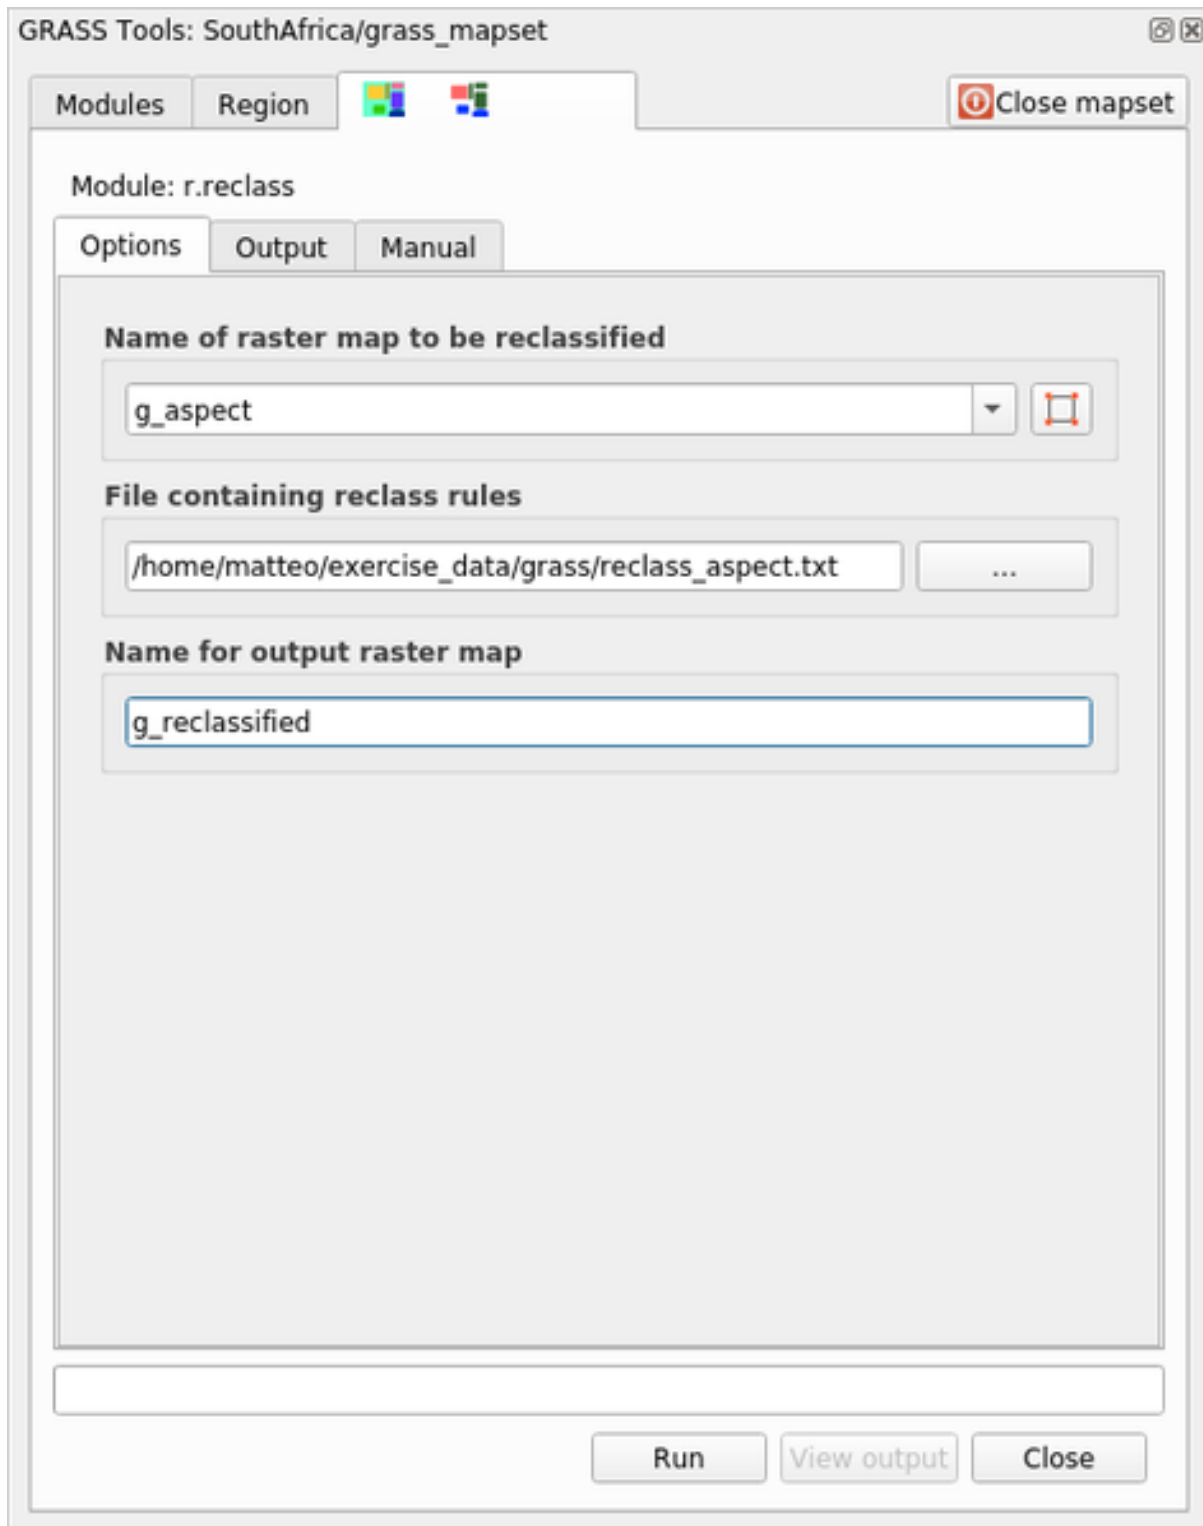 GRASS Tools: SouthAfrica/grass_mapset
Modules Region Close mapset
Module: r.reclass
Options Output Manual
Name of raster map to be reclassified
g_aspect
File containing reclass rules
/home/matteo/exercise_data/grass/reclass_aspect.txt ...
Name for output raster map
g_reclassified
Run View output Close